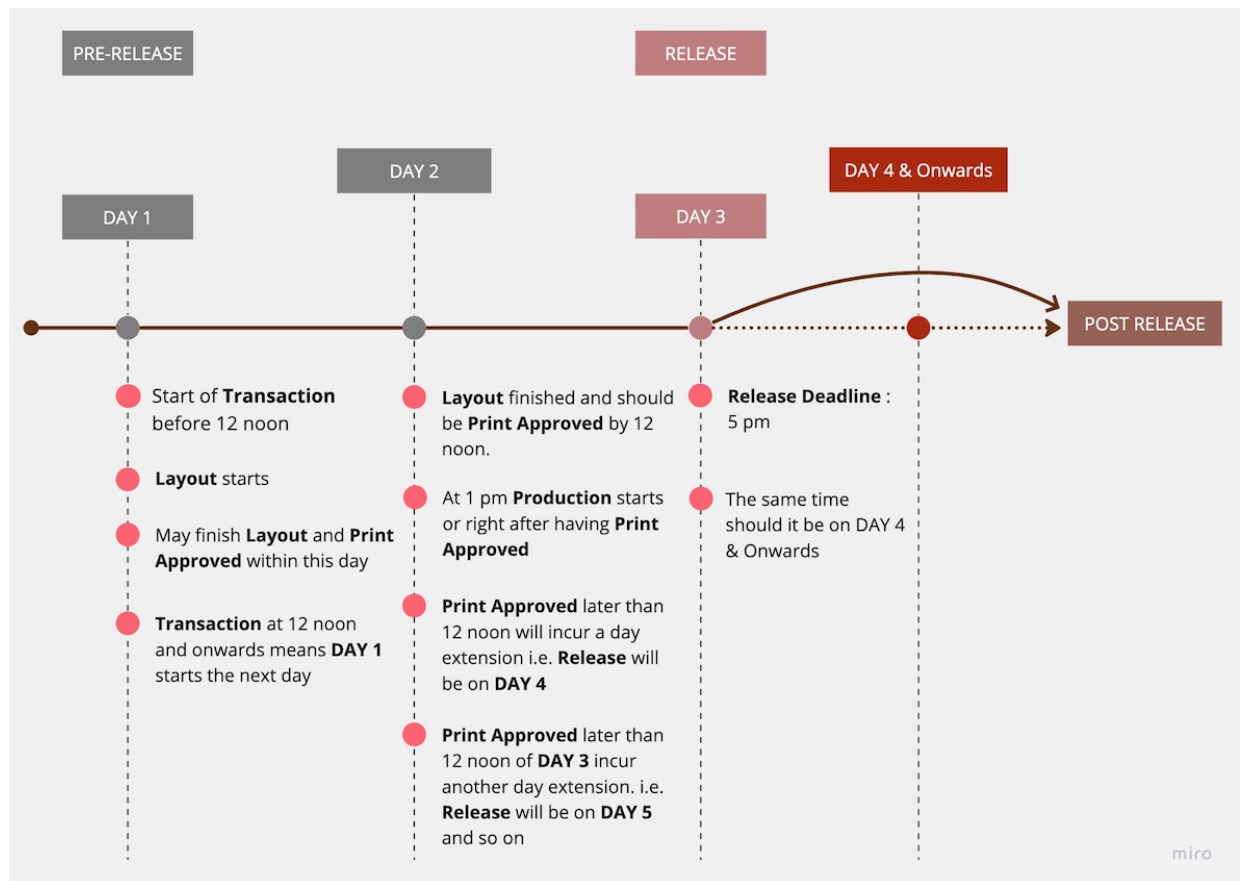 PRE-RELEASE
RELEASE
DAY 1
DAY 2
DAY 3
DAY 4 & Onwards
POST RELEASE
Start of Transaction
before 12 noon
Layout starts
May finish Layout and Print
Approved within this day
Transaction at 12 noon
and onwards means DAY 1
starts the next day
Layout finished and should
be Print Approved by 12
noon.
At 1 pm Production starts
or right after having Print
Approved
Print Approved later than
12 noon will incur a day
extension i.e. Release will
be on DAY 4
Print Approved later than
12 noon of DAY 3 incur
another day extension. i.e.
Release will be on DAY 5
and so on
Release Deadline :
5 pm
The same time
should it be on DAY 4
& Onwards
miro